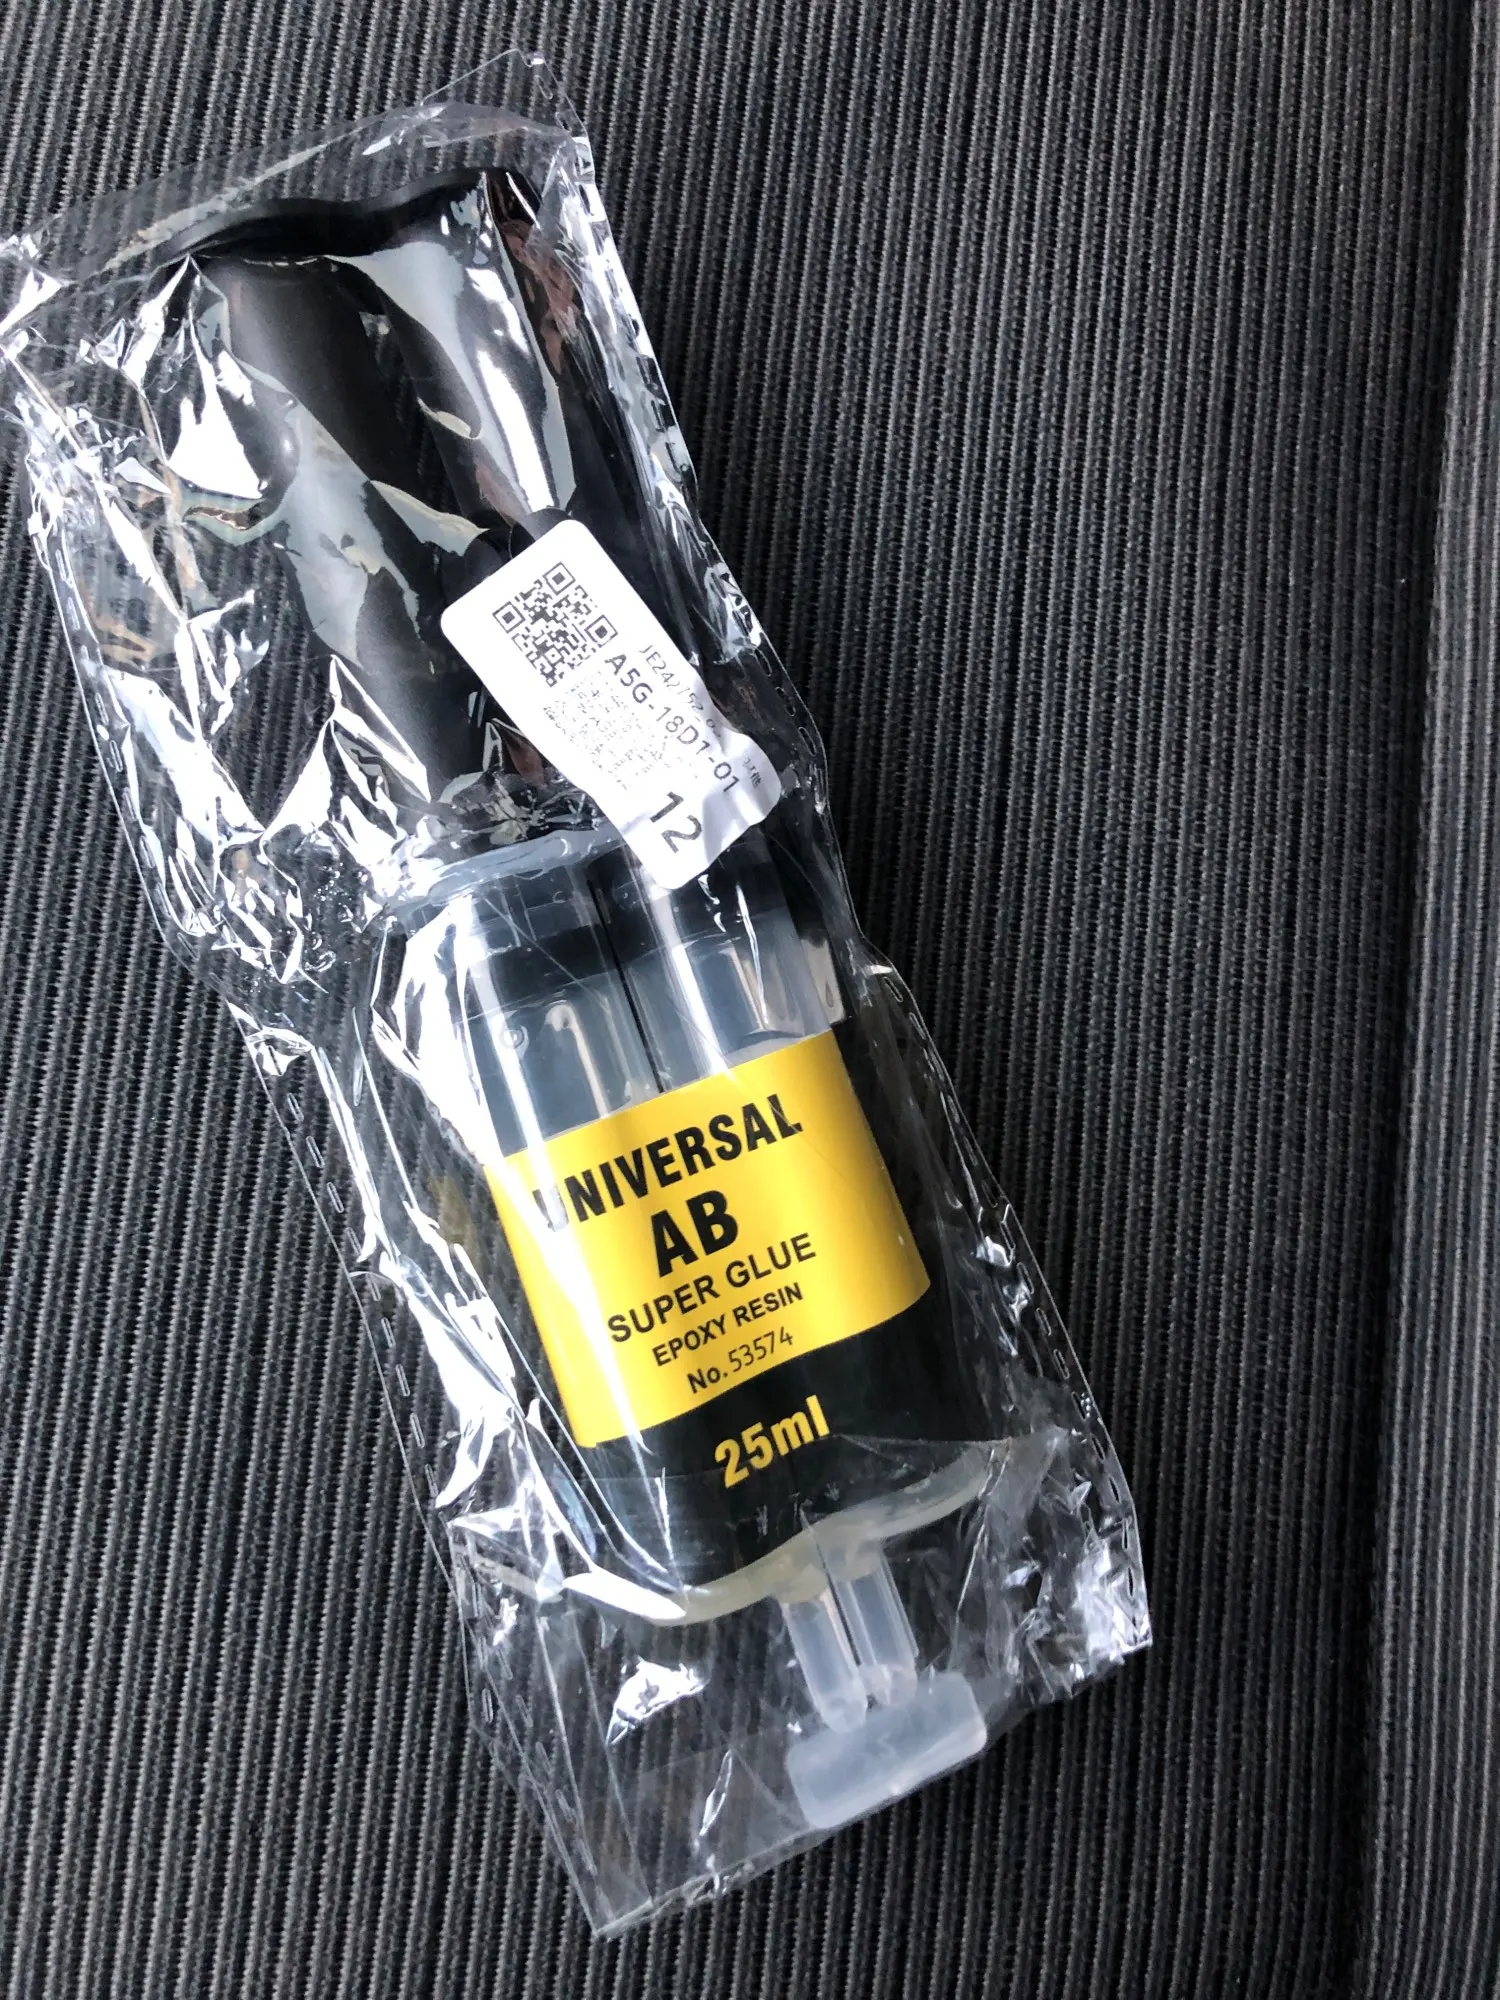 A5G-18D1-01
12
UNIVERSAL
AB
SUPER GLUE
EPOXY RESIN
No. 53574
25ml